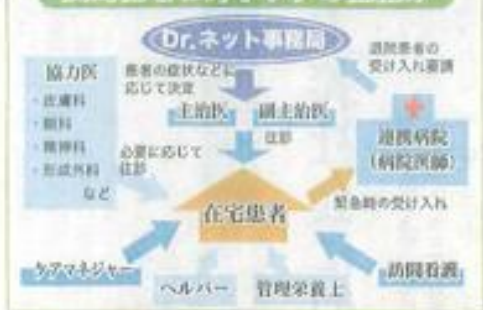 Dr.ネット事務局
退院患者の
受け入れ要請
協力医
・皮膚科
・眼科
・精神科
・形成外科
など
患者の症状などに
応じて決定
主治医
副主治医
往診
必要に応じて
往診
連携病院
(病院医師)
在宅患者
緊急時の受け入れ
ケアマネジャー
訪問看護
ヘルパー
管理栄養士